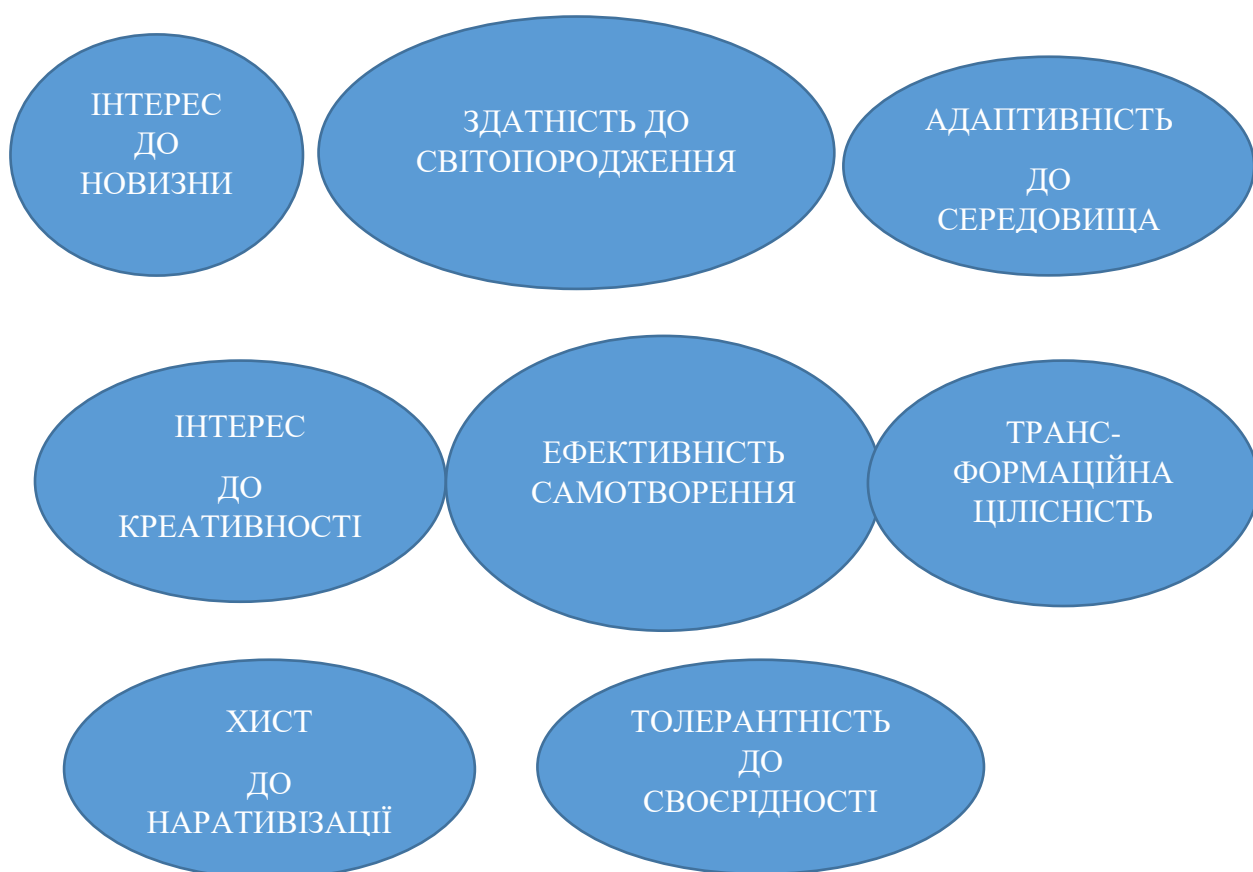 ІНТЕРЕС
ДО
НОВИЗНИ
ЗДАТНІСТЬ ДО
СВІТОПОРОДЖЕННЯ
АДАПТИВНІСТЬ
ДО
СЕРЕДОВИЩА
ІНТЕРЕС
ДО
КРЕАТИВНОСТІ
ЕФЕКТИВНІСТЬ
САМОТВОРЕННЯ
ТРАНС-
ФОРМАЦІЙНА
ЦІЛІСНІСТЬ
ХИСТ
ДО
НАРАТИВІЗАЦІЇ
ТОЛЕРАНТНІСТЬ
ДО
СВОЄРІДНОСТІ